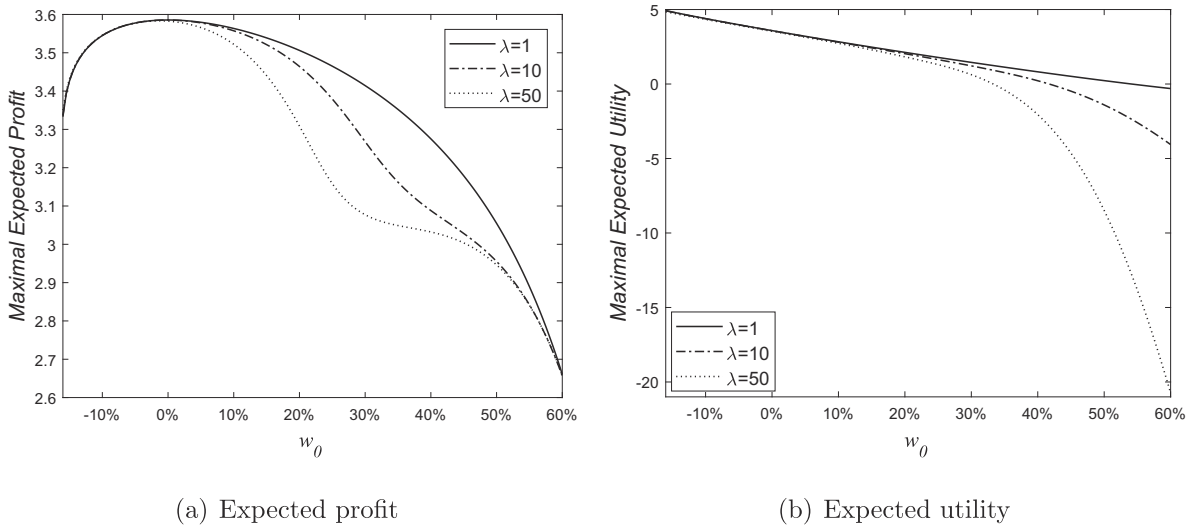 3.6
3.5
3.4
3.3
3.2
3.1
3
2.9
2.8
2.7
2.6
Maximal Expected Profit
λ=1
λ=10
λ=50
-10% 0% 10% 20% 30% 40% 50% 60%
w0
(a) Expected profit
5
0
-5
-10
-15
-20
Maximal Expected Utility
λ=1
λ=10
λ=50
-10% 0% 10% 20% 30% 40% 50% 60%
w0
(b) Expected utility